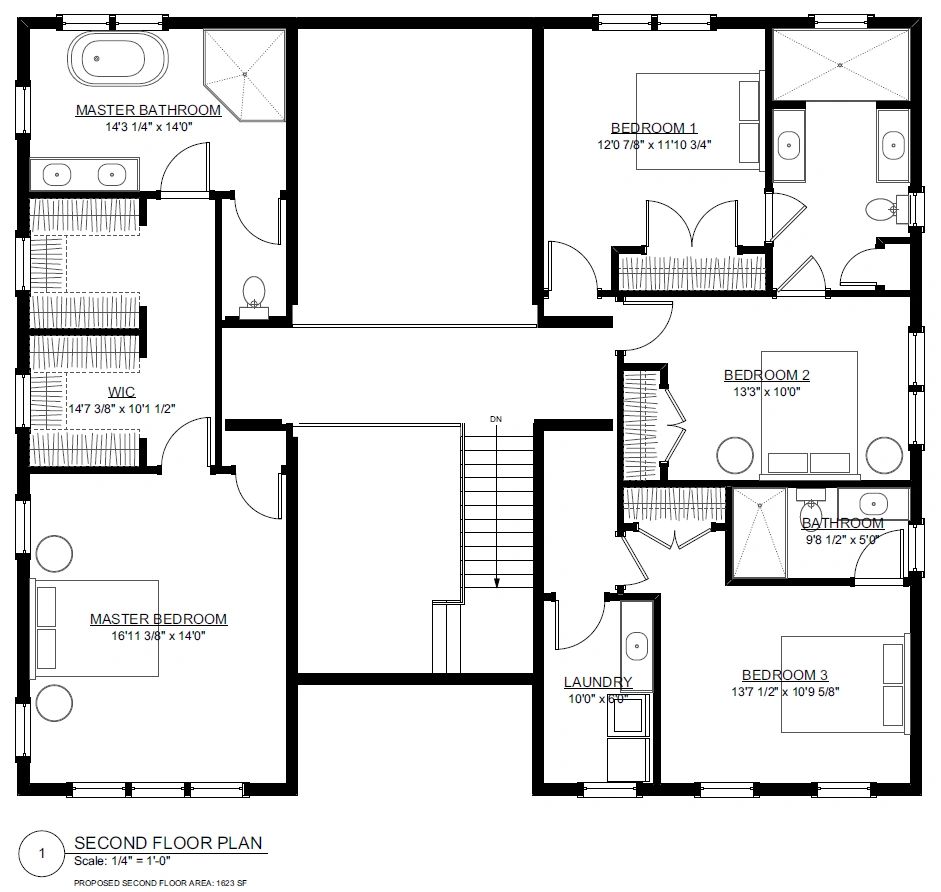 MASTER BATHROOM
14'3 1/4" x 14'0"
BEDROOM 1
12'0 7/8" x 11'10 3/4"
WIC
14'7 3/8" x 10'1 1/2"
BEDROOM 2
13'3" x 10'0"
DN
BATHROOM
9'8 1/2" x 5'0"
MASTER BEDROOM
16'11 3/8" x 14'0"
LAUNDRY
10'0" x 6'0"
BEDROOM 3
13'7 1/2" x 10'9 5/8"
1
SECOND FLOOR PLAN
Scale: 1/4" = 1'-0"
PROPOSED SECOND FLOOR AREA: 1623 SF